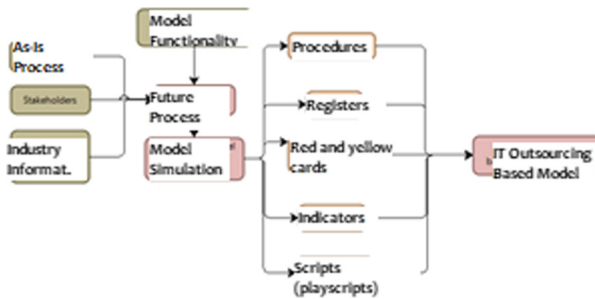 Model
Functionality
As-Is
Process
Stakeholders
Industry
Informat.
Future
Process
Model
Simulation
Procedures
Registers
Red and yellow
cards
Indicators
Scripts
(playscripts)
IT Outsourcing
Based Model